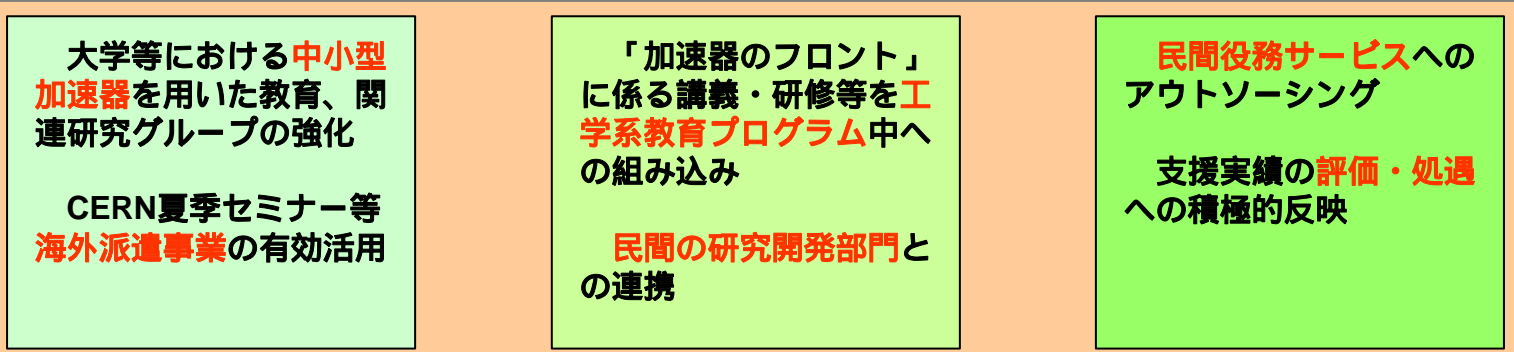 大学等における中小型
加速器を用いた教育、関
連研究グループの強化
CERN夏季セミナー等
海外派遣事業の有効活用
「加速器のフロント」
に係る講義・研修等を工
学系教育プログラム中へ
の組み込み
民間の研究開発部門と
の連携
民間役務サービスへの
アウトソーシング
支援実績の評価・処遇
への積極的反映